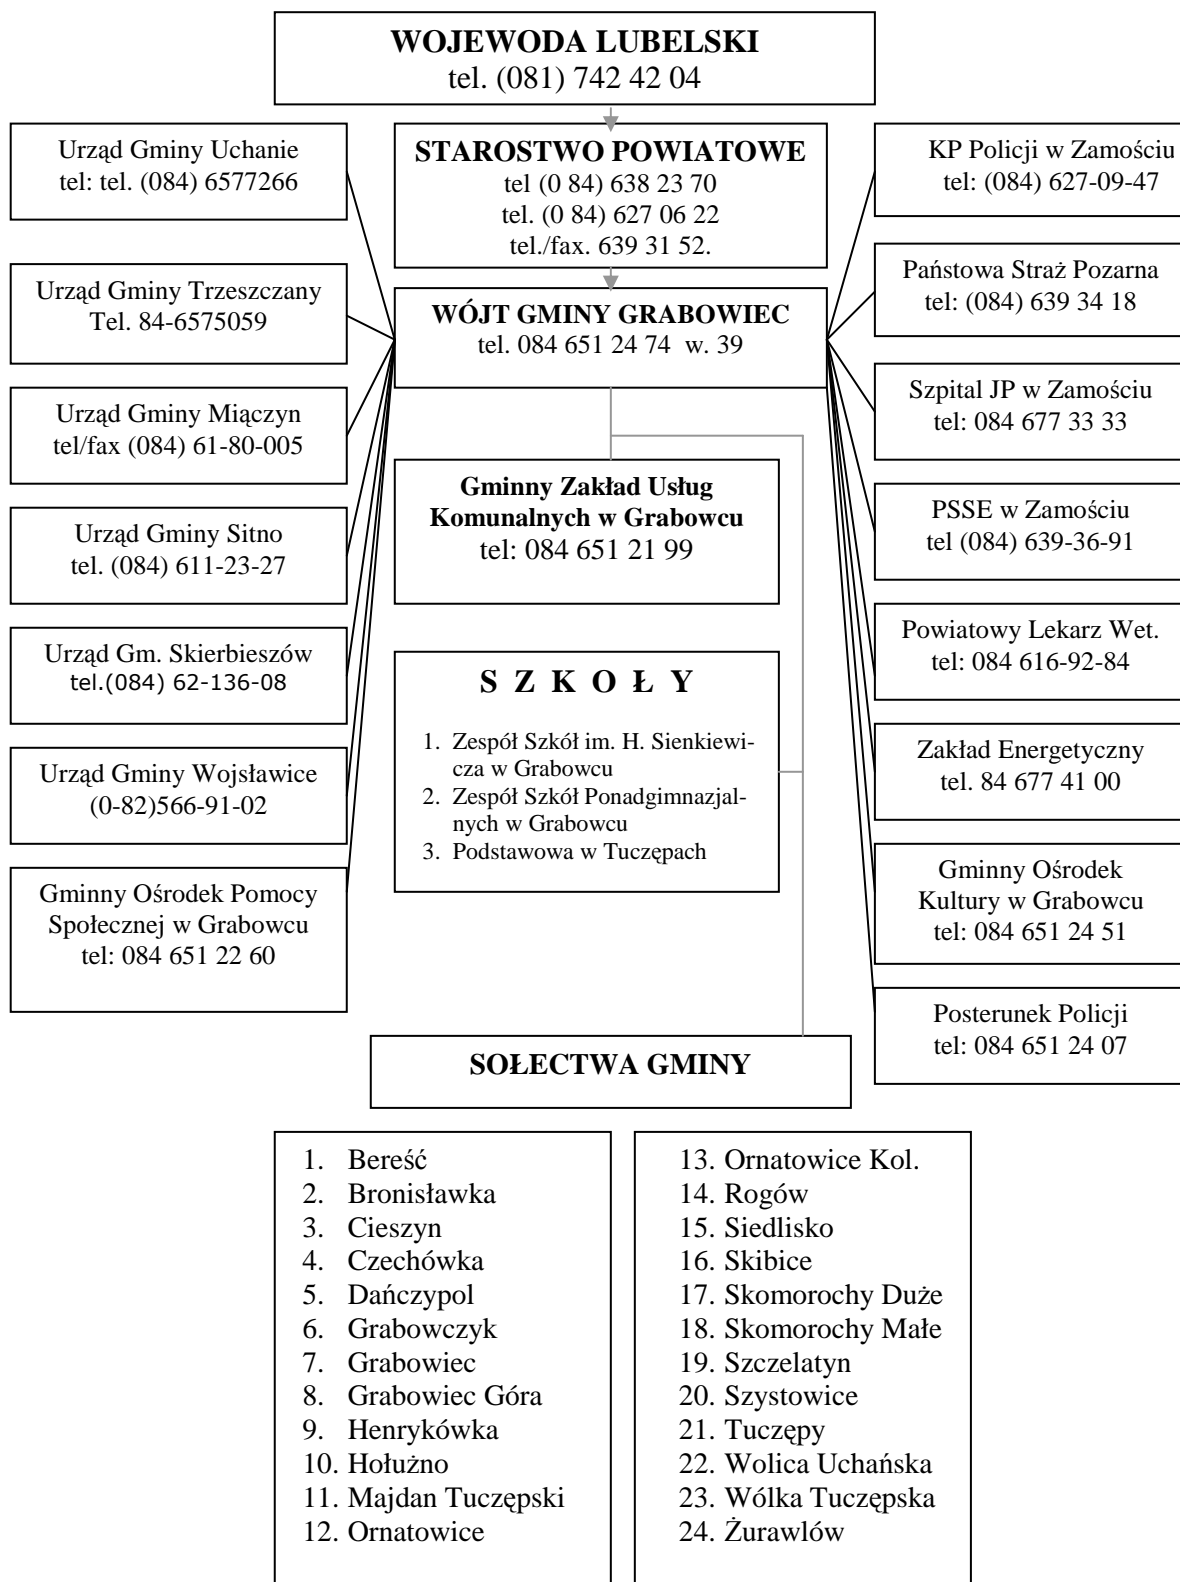 WOJEWODA LUBELSKI
tel. (081) 742 42 04
Urząd Gminy Uchanie
tel: tel. (084) 6577266
Urząd Gminy Trzeszczany
Tel. 84-6575059
Urząd Gminy Miączyn
tel/fax (084) 61-80-005
Urząd Gminy Sitno
tel. (084) 611-23-27
Urząd Gm. Skierbieszów
tel.(084) 62-136-08
Urząd Gminy Wojsławice
(0-82)566-91-02
Gminny Ośrodek Pomocy
Społecznej w Grabowcu
tel: 084 651 22 60
STAROSTWO POWIATOWE
tel (0 84) 638 23 70
tel. (0 84) 627 06 22
tel./fax. 639 31 52.
WÓJT GMINY GRABOWIEC
tel. 084 651 24 74 w. 39
Gminny Zakład Usług
Komunalnych w Grabowcu
tel: 084 651 21 99
S Z K O Ł Y
1. Zespół Szkół im. H. Sienkiewi-
cza w Grabowcu
2. Zespół Szkół Ponadgimnazjal-
nych w Grabowcu
3. Podstawowa w Tuczępach
KP Policji w Zamościu
tel: (084) 627-09-47
Państowa Straż Pozarna
tel: (084) 639 34 18
Szpital JP w Zamościu
tel: 084 677 33 33
PSSE w Zamościu
tel (084) 639-36-91
Powiatowy Lekarz Wet.
tel: 084 616-92-84
Zakład Energetyczny
tel. 84 677 41 00
Gminny Ośrodek
Kultury w Grabowcu
tel: 084 651 24 51
Posterunek Policji
tel: 084 651 24 07
SOŁECTWA GMINY
1. Bereść
2. Bronisławka
3. Cieszyn
4. Czechówka
5. Dańczypol
6. Grabowczyk
7. Grabowiec
8. Grabowiec Góra
9. Henrykówka
10. Hołużno
11. Majdan Tuczępski
12. Ornatowice
13. Ornatowice Kol.
14. Rogów
15. Siedlisko
16. Skibice
17. Skomorochy Duże
18. Skomorochy Małe
19. Szczelatyn
20. Szystowice
21. Tuczępy
22. Wolica Uchańska
23. Wólka Tuczępska
24. Żurawlów